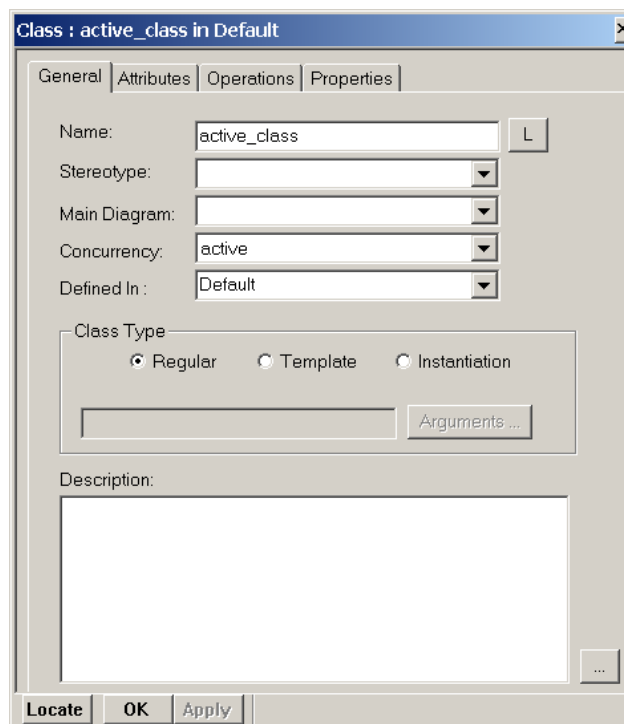 Class : active_class in Default
General Attributes Operations Properties
Name: active_class L
Stereotype:
Main Diagram:
Concurrency: active
Defined In : Default
Class Type
Regular Template Instantiation
Arguments ...
Description:
...
Locate OK Apply